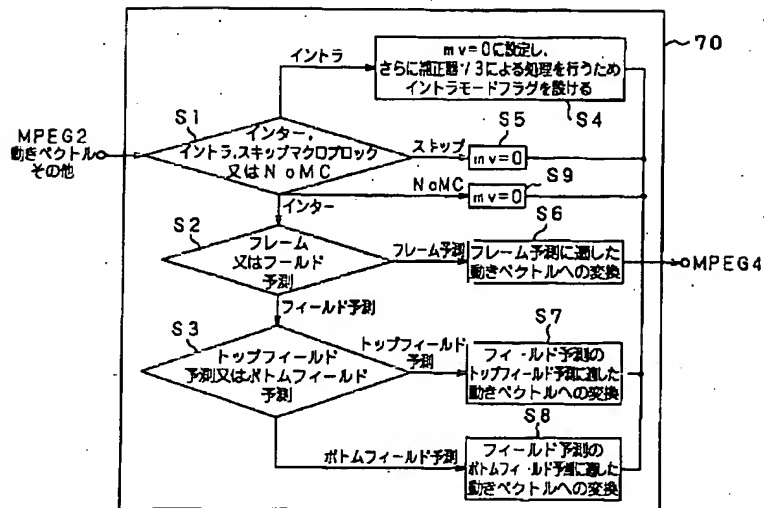 70
イントラ
mv=0に設定し、
さらに補正器73による処理を行うため
イントラモードフラグを設ける
S4
S1
MPEG2
動きベクトル
その他
インター、
イントラ、スキップマクロブロック
又はNoMC
ストップ
S5
mv=0
NoMC
S9
mv=0
インター
S2
フレーム
又はフールド
予測
フレーム予測
S6
フレーム予測に適した
動きベクトルへの変換
MPEG4
フィールド予測
S3
トップフィールド
予測又はボトムフィールド
予測
トップフィールド
予測
S7
フィールド予測の
トップフィールド予測に適した
動きベクトルへの変換
ボトムフィールド予測
S8
フィールド予測の
ボトムフィールド予測に適した
動きベクトルへの変換